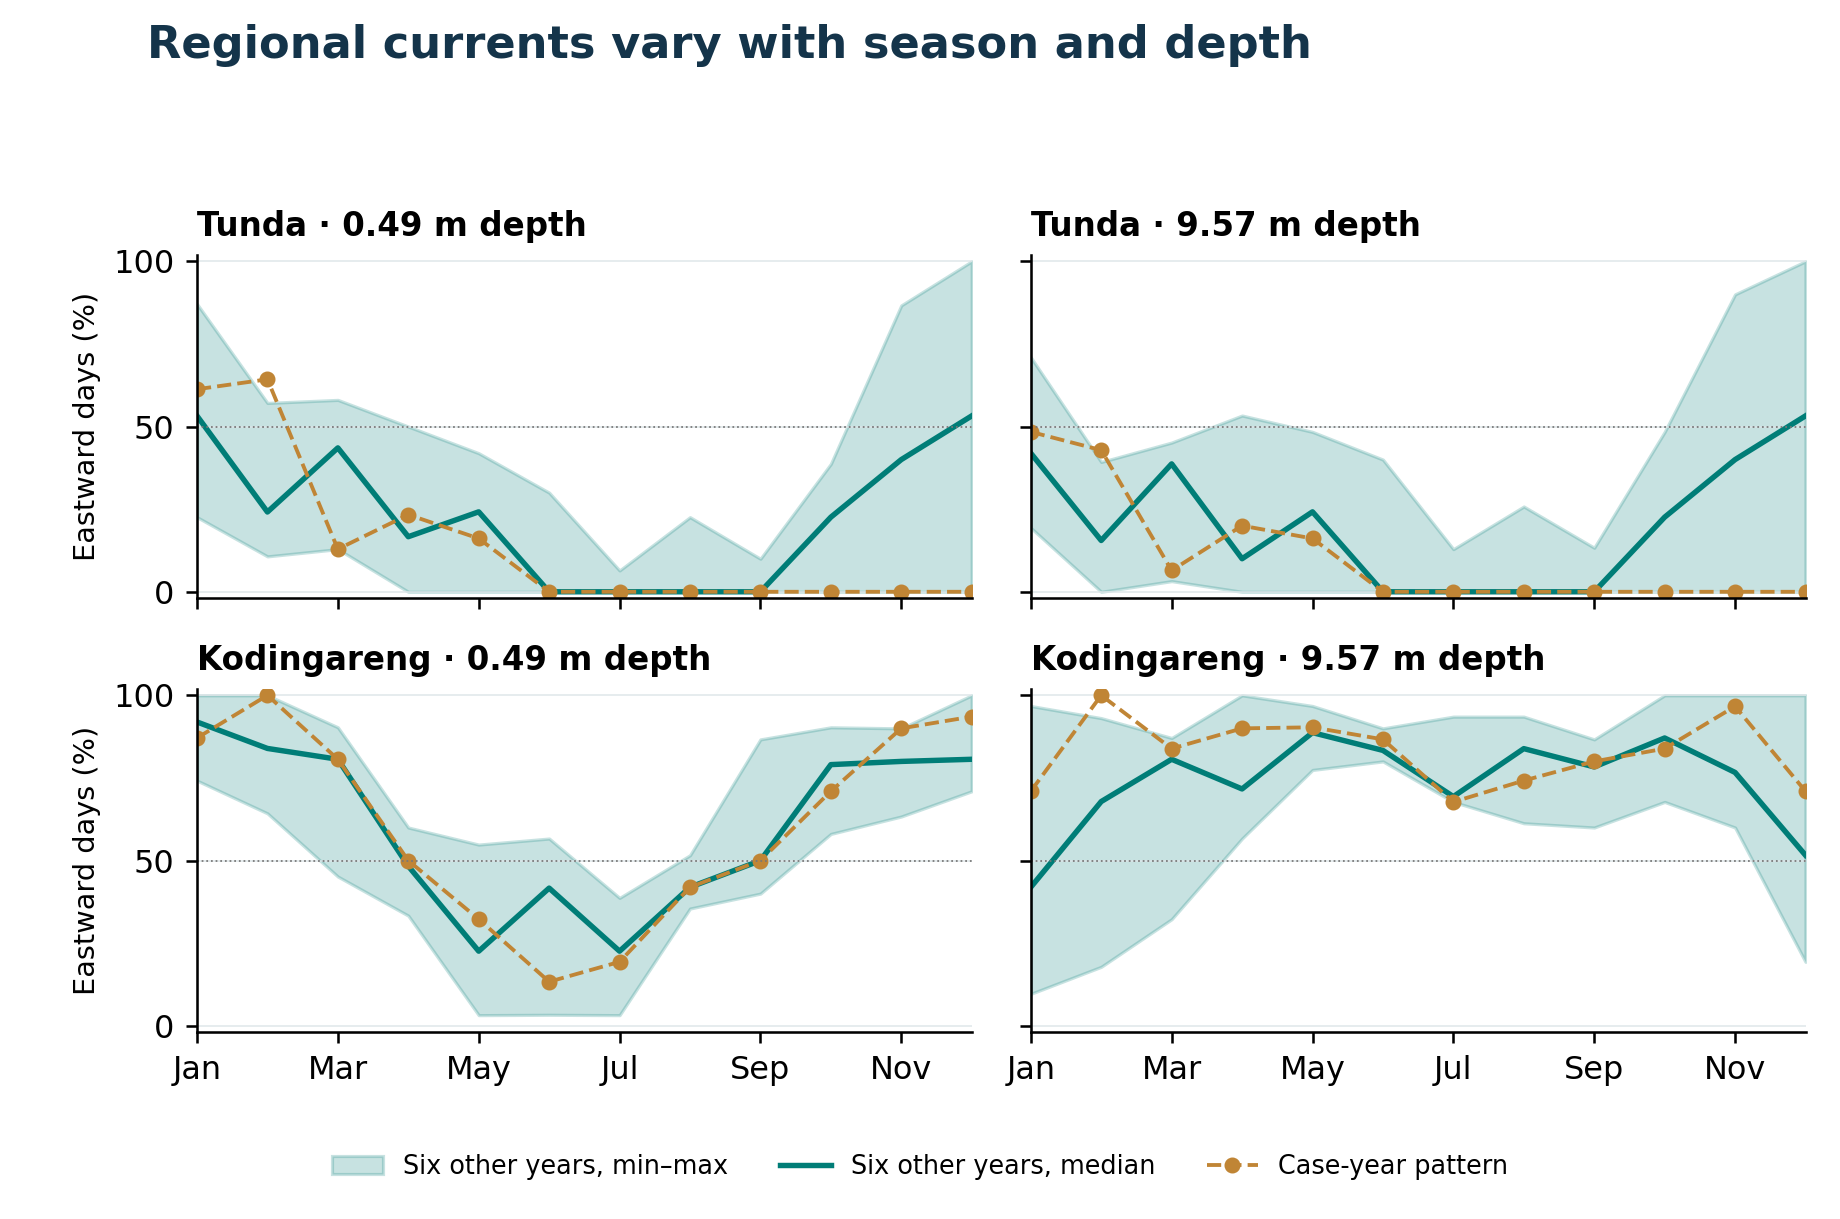 Regional currents vary with season and depth
Tunda · 0.49 m depth
Tunda · 9.57 m depth
Eastward days (%)
100
50
0
Kodingareng · 0.49 m depth
Kodingareng · 9.57 m depth
Eastward days (%)
100
50
0
Jan Mar May Jul Sep Nov
Jan Mar May Jul Sep Nov
Six other years, min–max
Six other years, median
Case-year pattern